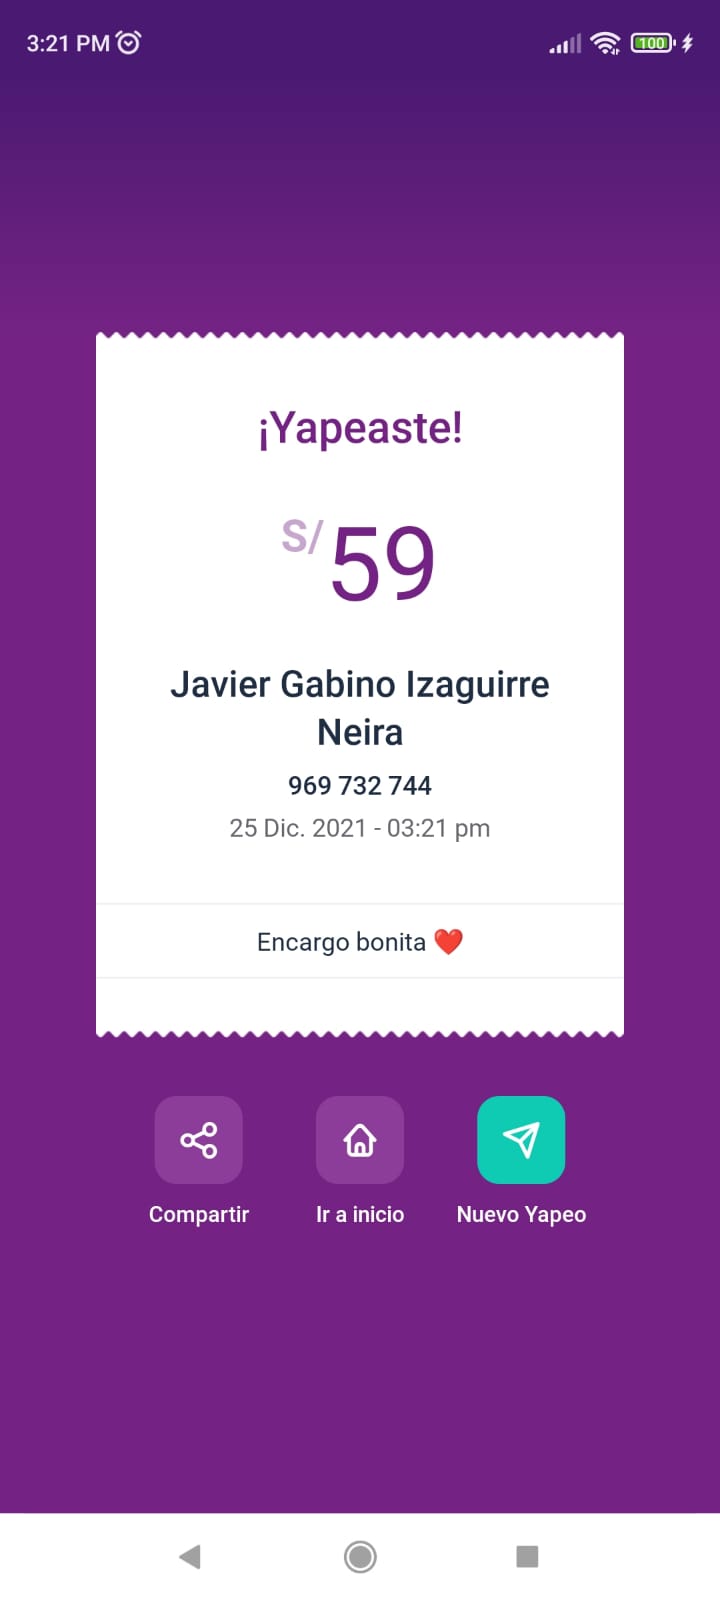 3:21 PM
100
¡Yapeaste!
S/59
Javier Gabino Izaguirre
Neira
969 732 744
25 Dic. 2021 - 03:21 pm
Encargo bonita ❤️
Compartir
Ir a inicio
Nuevo Yapeo